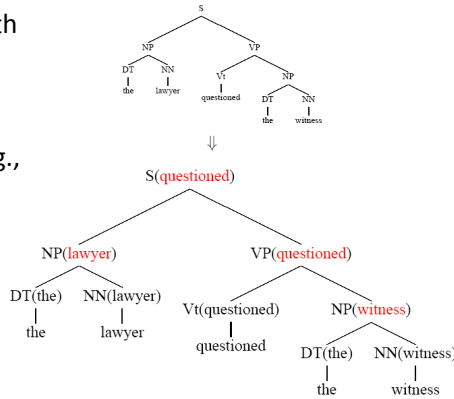 th
S
NP VP
DT NN Vt NP
the lawyer questioned DT NN
the witness
⇓
g.,
S(questioned)
NP(lawyer) VP(questioned)
DT(the) NN(lawyer) Vt(questioned) NP(witness)
the lawyer questioned DT(the) NN(witness)
the witness